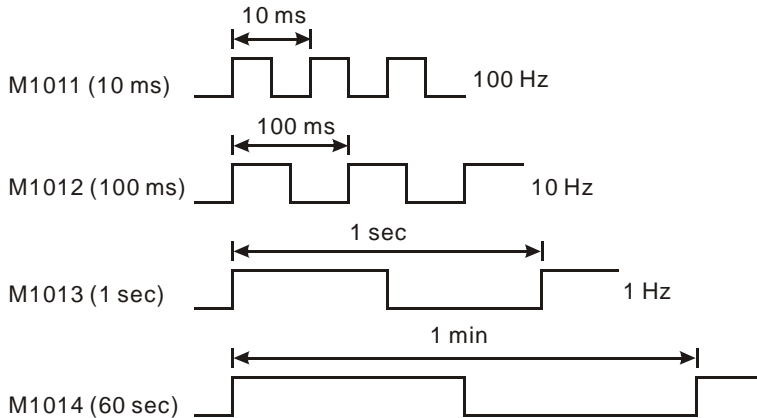 10 ms
M1011 (10 ms)
100 Hz
100 ms
M1012 (100 ms)
10 Hz
1 sec
M1013 (1 sec)
1 Hz
1 min
M1014 (60 sec)